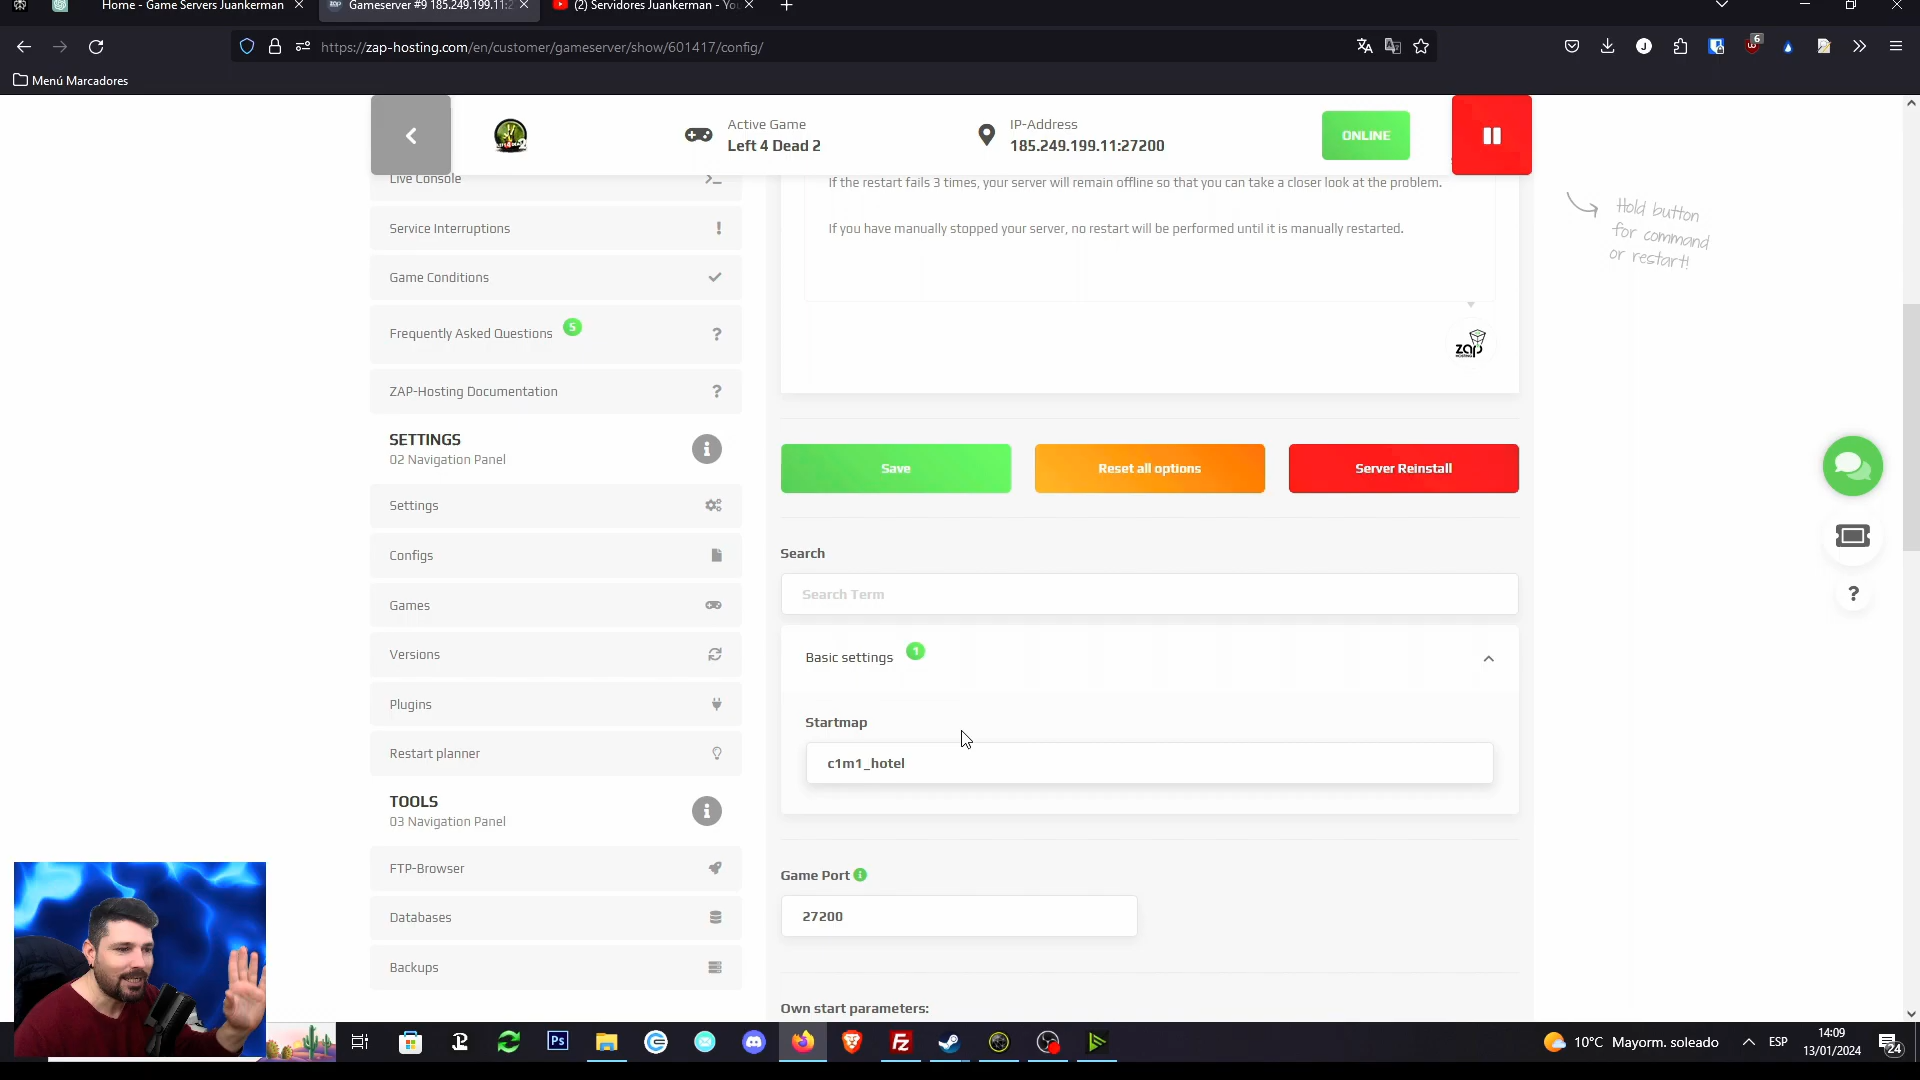 Home - Game Servers Juankerman
Gameserver #9 185.249.199.11:2
(2) Servidores Juankerman - You
https://zap-hosting.com/en/customer/gameserver/show/601417/config/
6
Menú Marcadores
Active Game
Left 4 Dead 2
IP-Address
185.249.199.11:27200
ONLINE
Hold button
for command
or restart!
Live Console
Service Interruptions
Game Conditions
Frequently Asked Questions 5
ZAP-Hosting Documentation
SETTINGS
02 Navigation Panel
Settings
Configs
Games
Versions
Plugins
Restart planner
TOOLS
03 Navigation Panel
FTP-Browser
Databases
Backups
If the restart fails 3 times, your server will remain offline so that you can take a closer look at the problem.
If you have manually stopped your server, no restart will be performed until it is manually restarted.
zap
Save
Reset all options
Server Reinstall
Search
Search Term
Basic settings 1
Startmap
c1m1_hotel
Game Port
27200
Own start parameters:
Ps
Fz
10°C Mayorm. soleado
ESP
14:09
13/01/2024
24